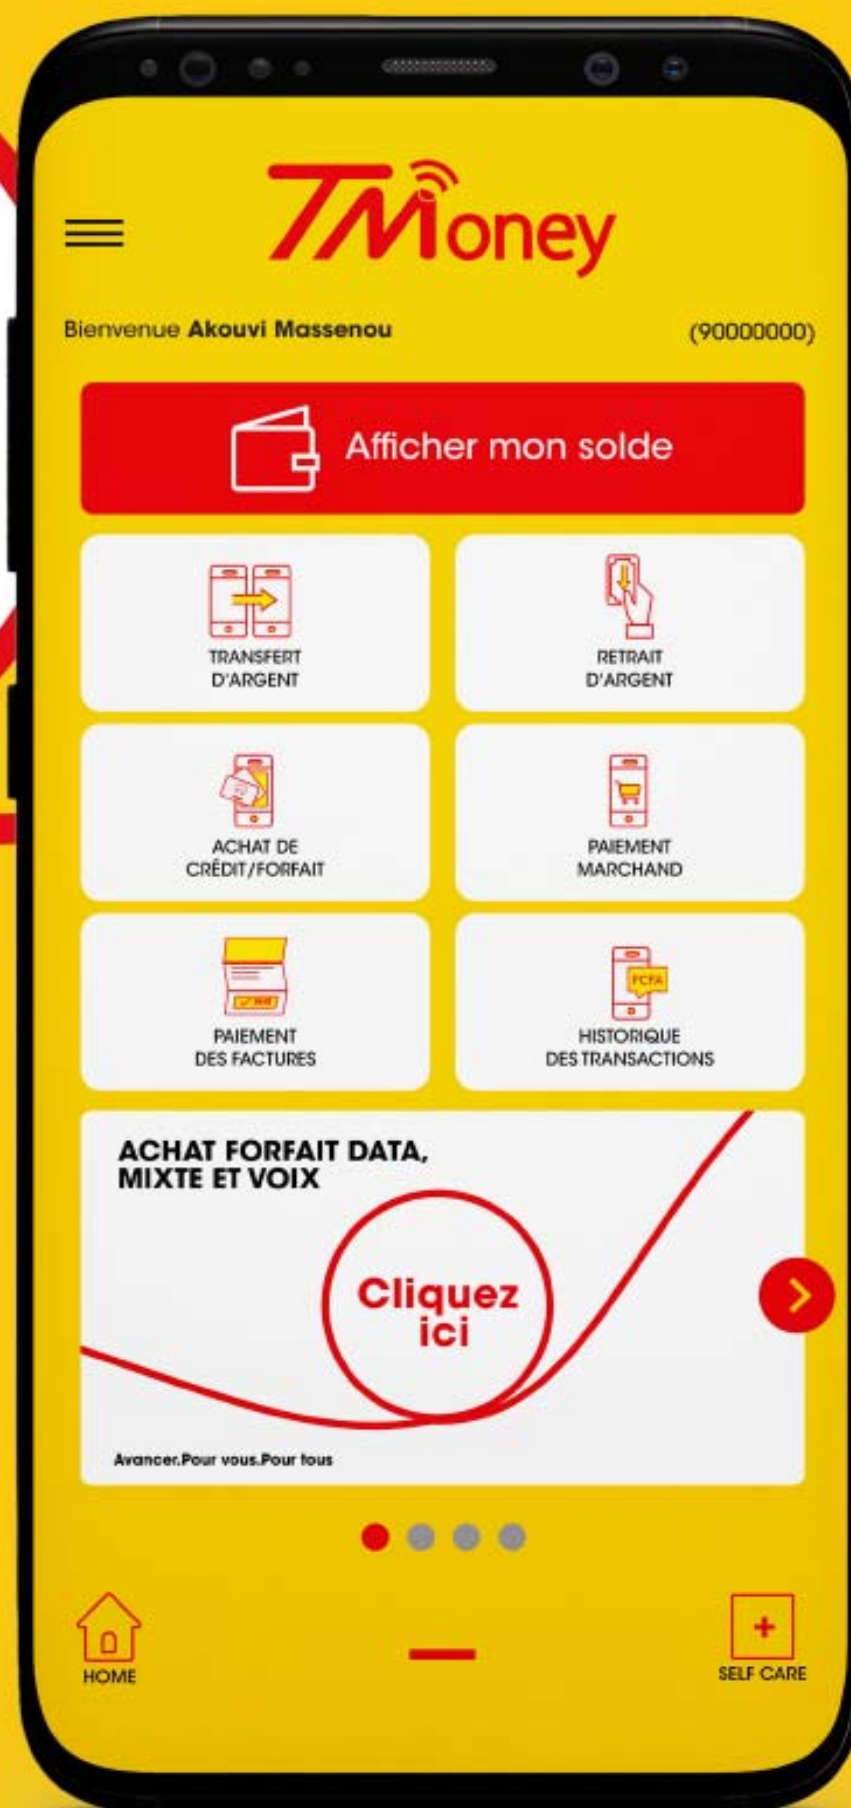 TMoney
Bienvenue Akouvi Massenou
(90000000)
Afficher mon solde
TRANSFERT
D'ARGENT
RETRAIT
D'ARGENT
ACHAT DE
CRÉDIT/FORFAIT
PAIEMENT
MARCHAND
PAIEMENT
DES FACTURES
FCFA
HISTORIQUE
DES TRANSACTIONS
ACHAT FORFAIT DATA,
MIXTE ET VOIX
Cliquez
ici
Avancer.Pour vous.Pour tous
HOME
SELF CARE